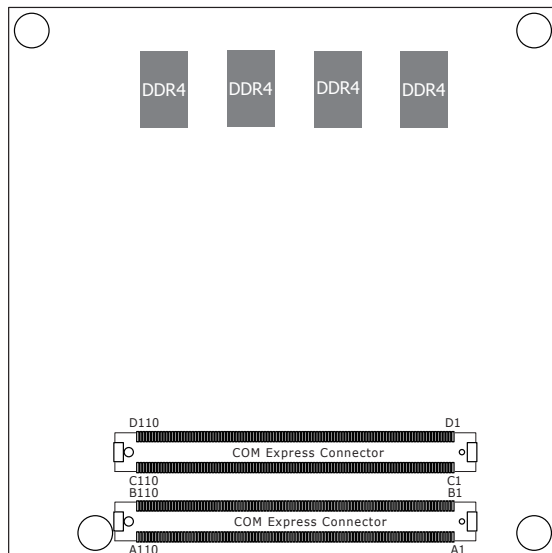 DDR4 DDR4 DDR4 DDR4
D110 D1
COM Express Connector
C110 C1
B110 B1
COM Express Connector
A110 A1